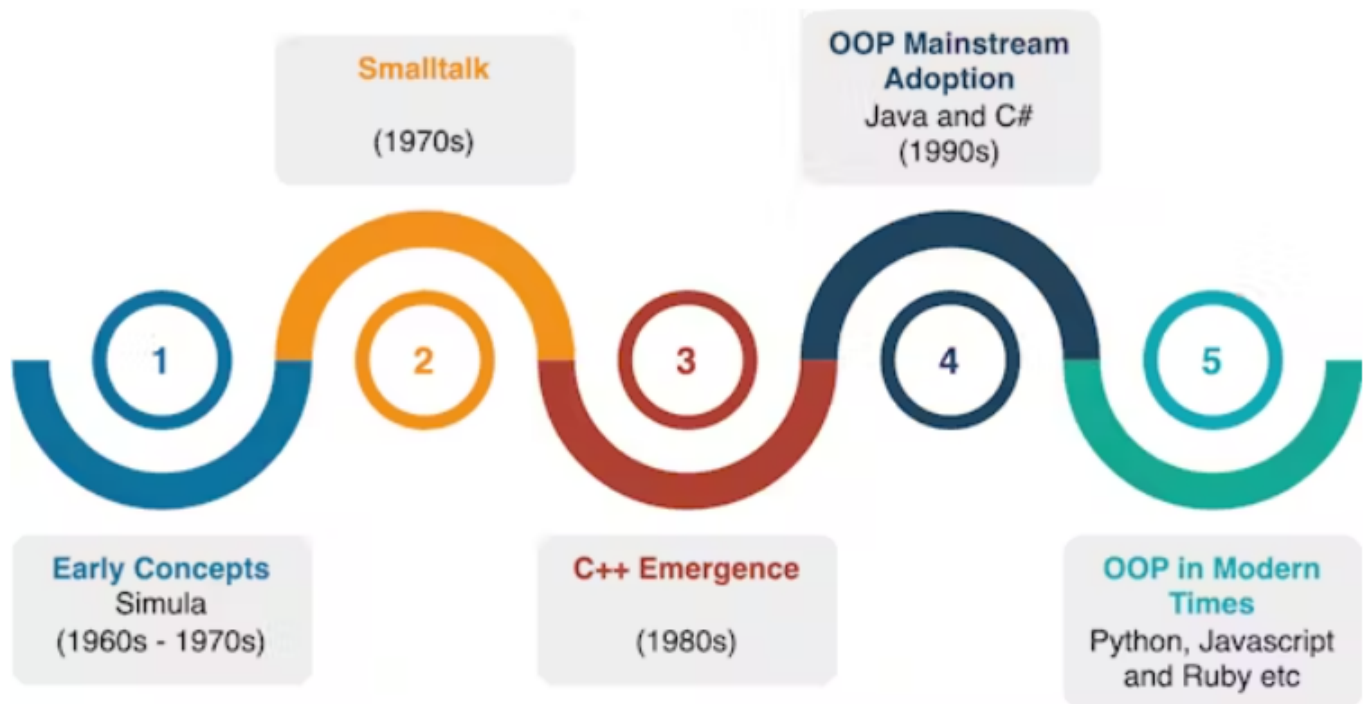 1
Early Concepts
Simula
(1960s - 1970s)
2
Smalltalk
(1970s)
3
C++ Emergence
(1980s)
4
OOP Mainstream
Adoption
Java and C#
(1990s)
5
OOP in Modern
Times
Python, Javascript
and Ruby etc